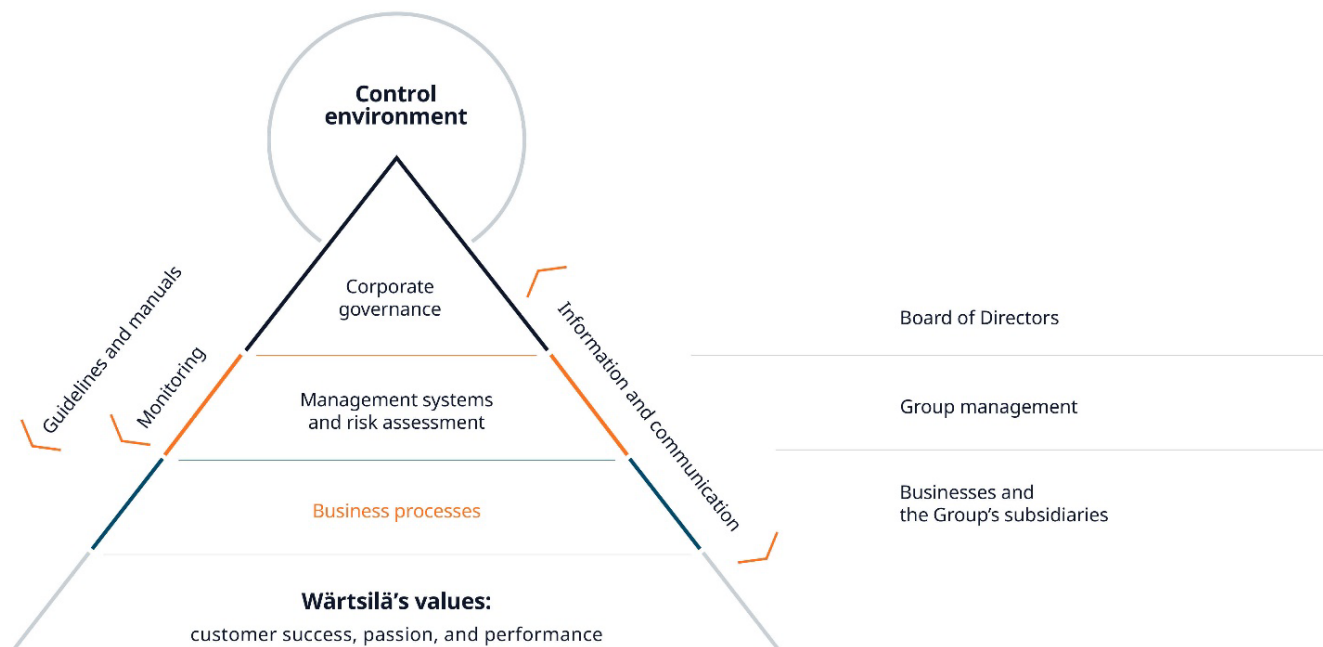 Control
environment
Corporate
governance
Guidelines and manuals
Monitoring
Information and communication
Board of Directors
Management systems
and risk assessment
Group management
Business processes
Businesses and
the Group’s subsidiaries
Wärtsilä’s values:
customer success, passion, and performance